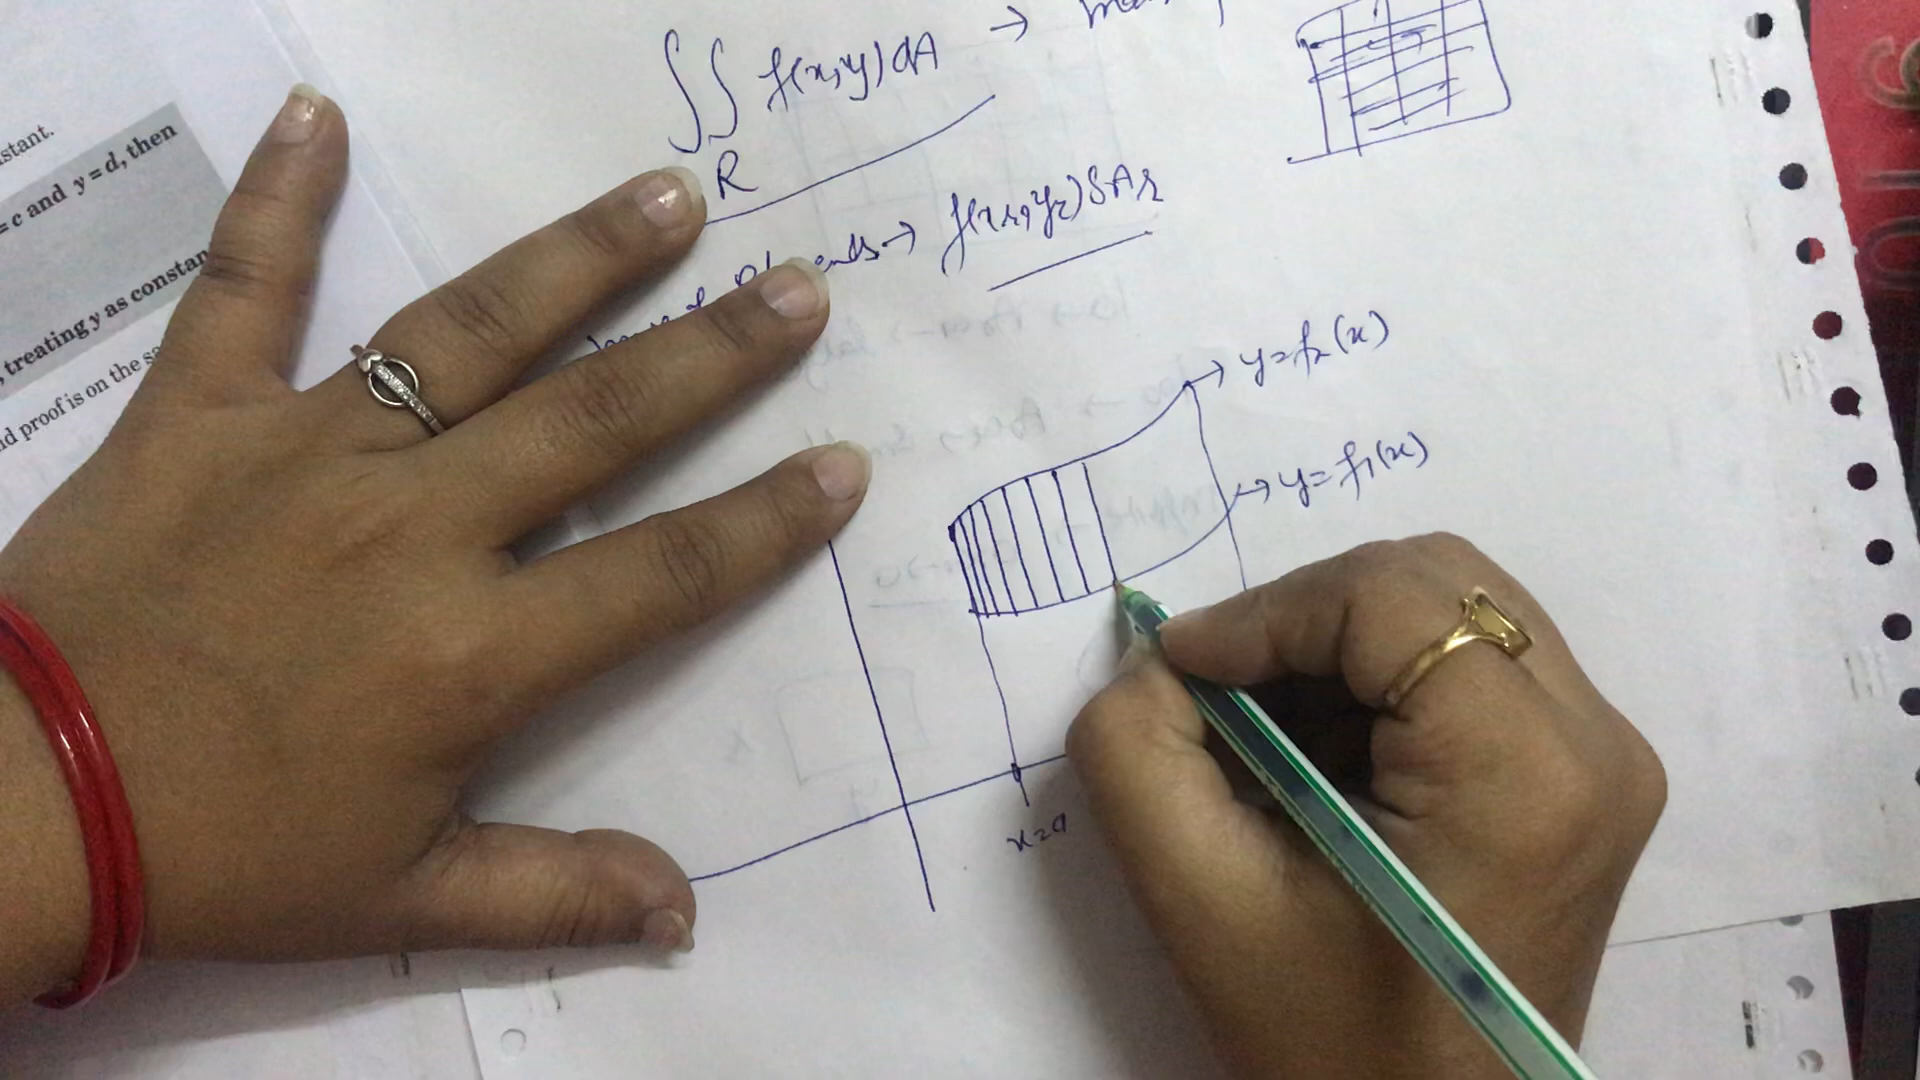 stant.
= c and y = d, then
, treating y as constan
d proof is on the sa
∬ f(x,y) dA →
R
→ f(xr, yr) δAr
→ y = f2(x)
→ y = f1(x)
x = a